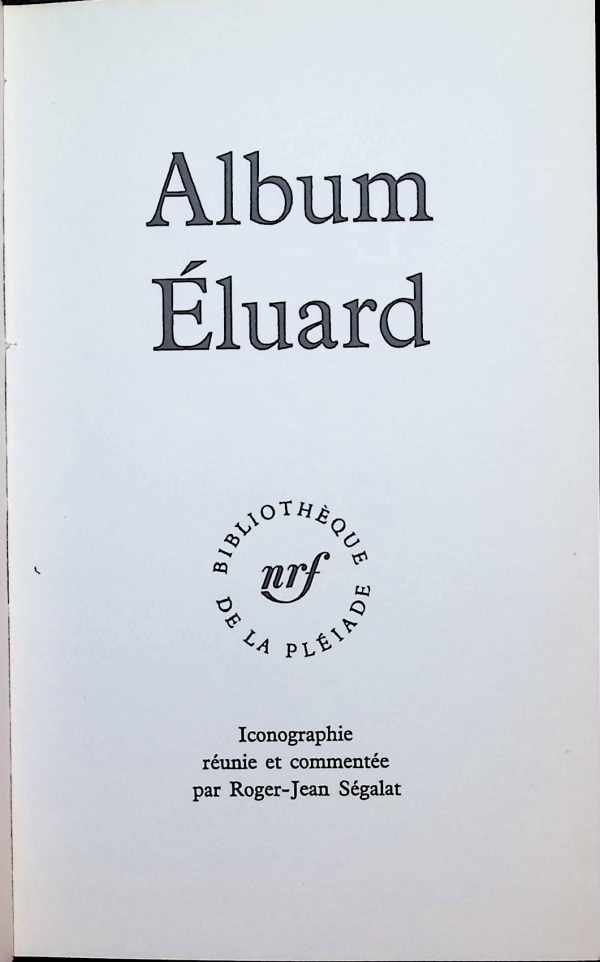 Album
Éluard
BIBLIOTHÈQUE
DE LA PLÉIADE
nrf
Iconographie
réunie et commentée
par Roger-Jean Ségalat